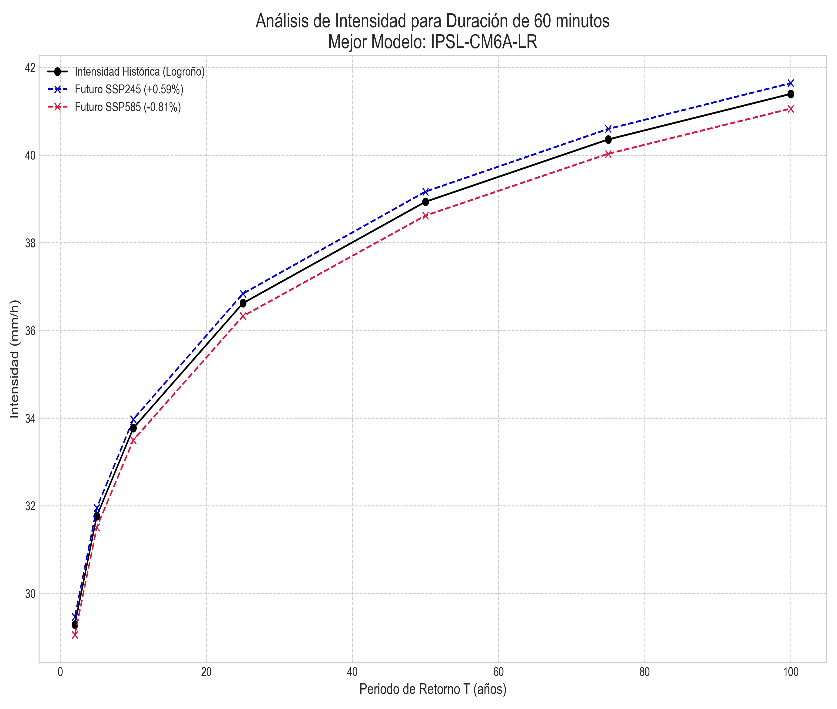 Análisis de Intensidad para Duración de 60 minutos
Mejor Modelo: IPSL-CM6A-LR
Intensidad Histórica (Logroño)
Futuro SSP245 (+0.59%)
Futuro SSP585 (-0.81%)
42
40
38
36
34
32
30
Intensidad (mm/h)
0
20
40
60
80
100
Periodo de Retorno T (años)